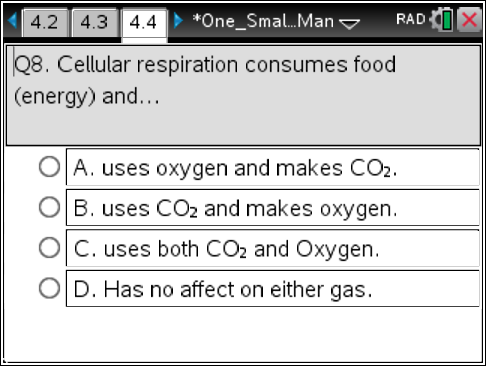 4.2 4.3 4.4 *One_Smal...Man RAD
Q8. Cellular respiration consumes food
(energy) and...
A. uses oxygen and makes CO₂.
B. uses CO₂ and makes oxygen.
C. uses both CO₂ and Oxygen.
D. Has no affect on either gas.